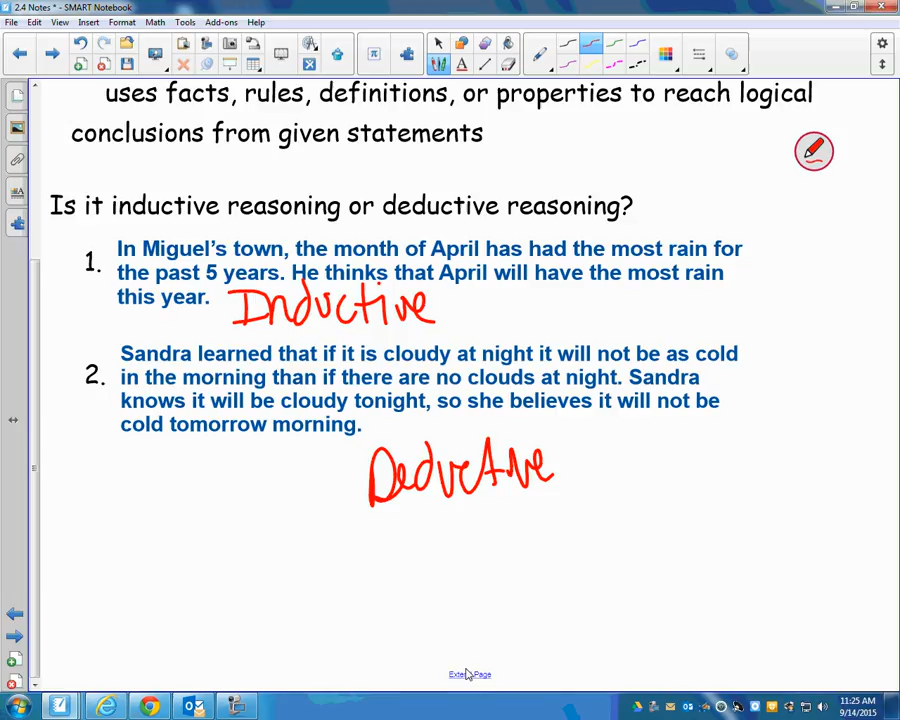 2.4 Notes * - SMART Notebook
File Edit View Insert Format Math Tools Add-ons Help
uses facts, rules, definitions, or properties to reach logical
conclusions from given statements
Is it inductive reasoning or deductive reasoning?
1. In Miguel's town, the month of April has had the most rain for
the past 5 years. He thinks that April will have the most rain
this year. Inductive
2. Sandra learned that if it is cloudy at night it will not be as cold
in the morning than if there are no clouds at night. Sandra
knows it will be cloudy tonight, so she believes it will not be
cold tomorrow morning.
Deductive
Extend Page
11:25 AM
9/14/2015